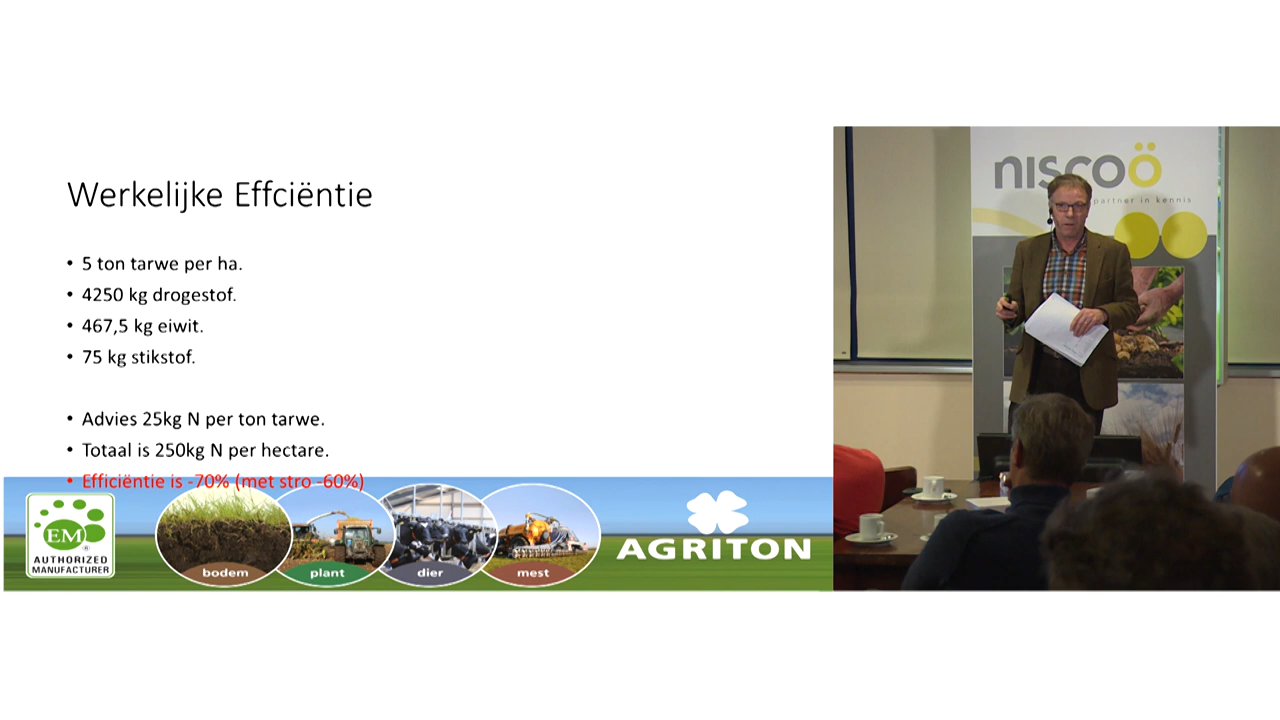 Werkelijke Effciëntie
• 5 ton tarwe per ha.
• 4250 kg drogestof.
• 467,5 kg eiwit.
• 75 kg stikstof.
• Advies 25kg N per ton tarwe.
• Totaal is 250kg N per hectare.
• Efficiëntie is -70% (met stro -60%)
EM
®
AUTHORIZED
MANUFACTURER
bodem
plant
dier
mest
AGRITON
niscoö
partner in kennis